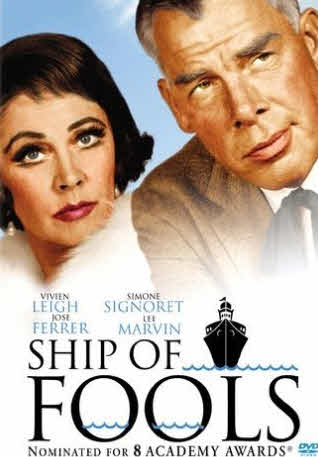 VIVIEN SIMONE
LEIGH SIGNORET
JOSE LEE
FERRER MARVIN
SHIP OF
FOOLS
NOMINATED FOR 8 ACADEMY AWARDS®
DVD